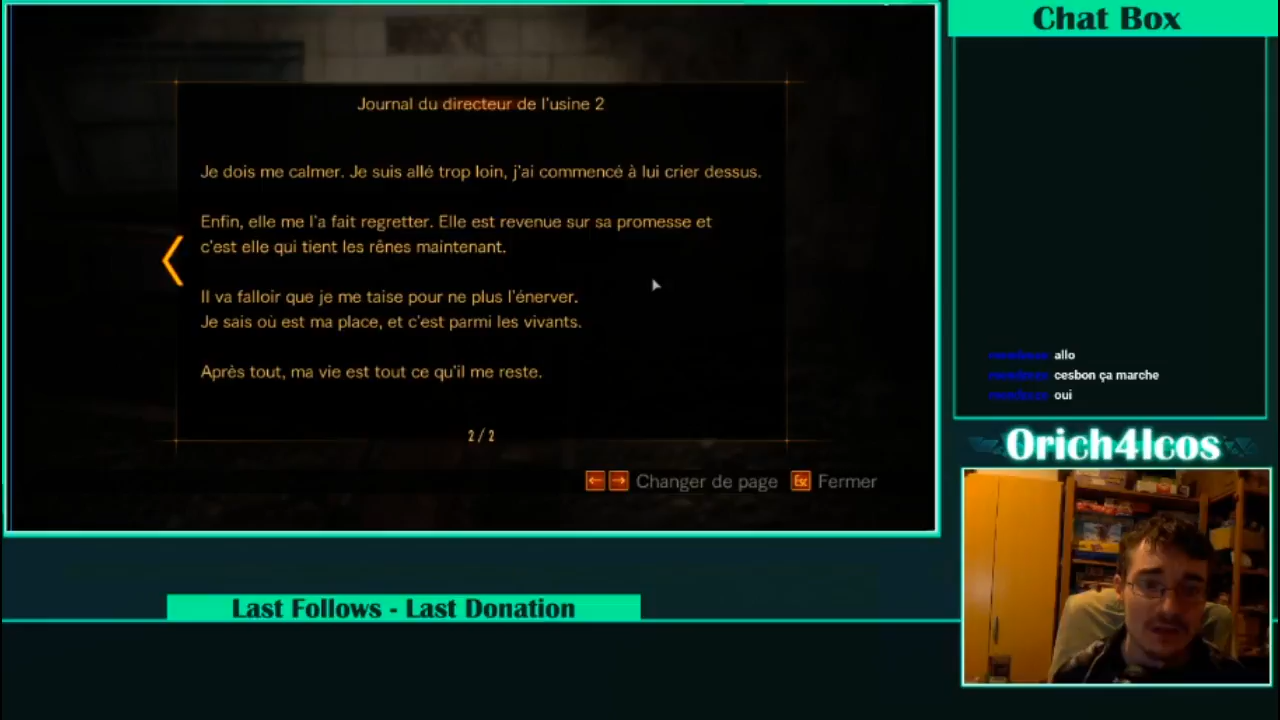 Chat Box
Journal du directeur de l'usine 2
Je dois me calmer. Je suis allé trop loin, j'ai commencé à lui crier dessus.
Enfin, elle me l'a fait regretter. Elle est revenue sur sa promesse et
c'est elle qui tient les rênes maintenant.
Il va falloir que je me taise pour ne plus l'énerver.
Je sais où est ma place, et c'est parmi les vivants.
Après tout, ma vie est tout ce qu'il me reste.
2 / 2
← → Changer de page Esc Fermer
allo
cesbon ça marche
oui
Orich4lcos
Last Follows - Last Donation